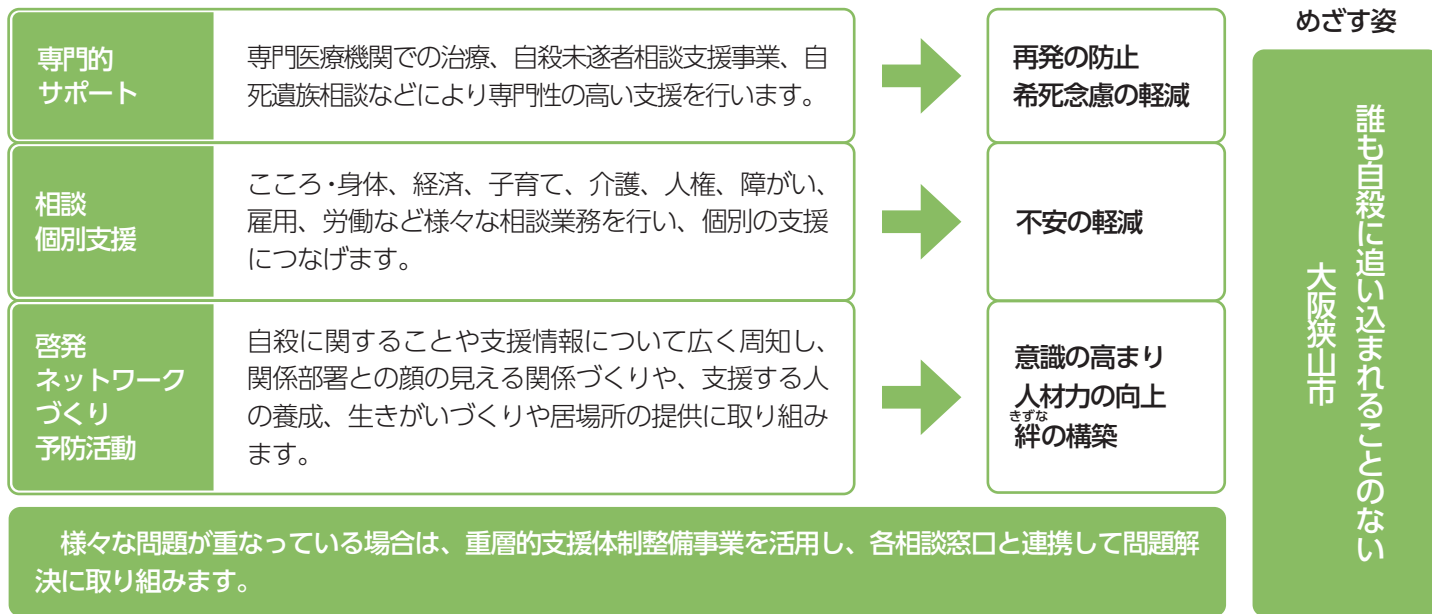 専門的
サポート
専門医療機関での治療、自殺未遂者相談支援事業、自
死遺族相談などにより専門性の高い支援を行います。
再発の防止
希死念慮の軽減
相談
個別支援
こころ・身体、経済、子育て、介護、人権、障がい、
雇用、労働など様々な相談業務を行い、個別の支援
につなげます。
不安の軽減
啓発
ネットワーク
づくり
予防活動
自殺に関することや支援情報について広く周知し、
関係部署との顔の見える関係づくりや、支援する人
の養成、生きがいづくりや居場所の提供に取り組み
ます。
意識の高まり
人材力の向上
きずな
絆の構築
様々な問題が重なっている場合は、重層的支援体制整備事業を活用し、各相談窓口と連携して問題解
決に取り組みます。
めざす姿
誰も自殺に追い込まれることのない
大阪狭山市